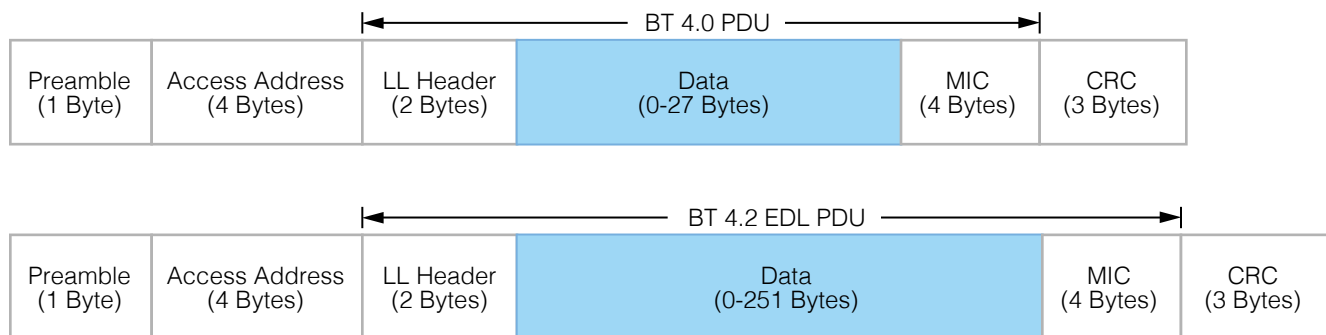 BT 4.0 PDU
Preamble
(1 Byte)
Access Address
(4 Bytes)
LL Header
(2 Bytes)
Data
(0-27 Bytes)
MIC
(4 Bytes)
CRC
(3 Bytes)
BT 4.2 EDL PDU
Preamble
(1 Byte)
Access Address
(4 Bytes)
LL Header
(2 Bytes)
Data
(0-251 Bytes)
MIC
(4 Bytes)
CRC
(3 Bytes)